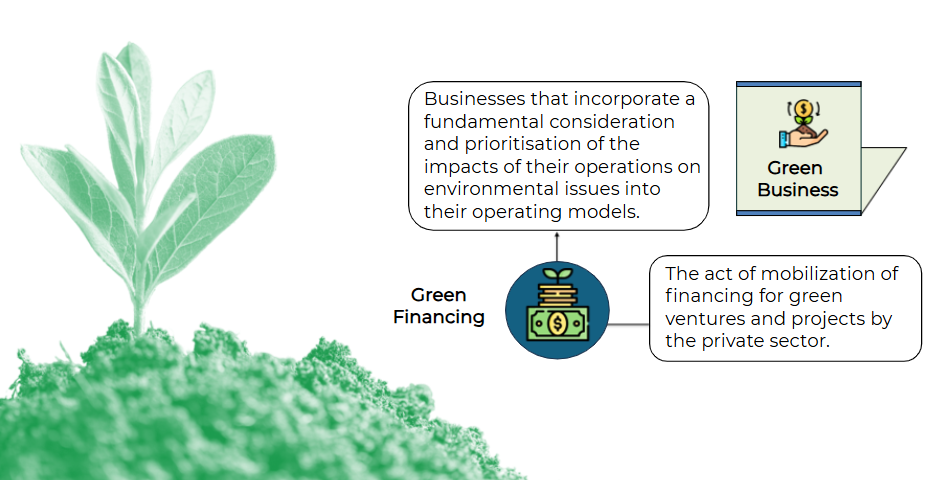 Businesses that incorporate a
fundamental consideration
and prioritisation of the
impacts of their operations on
environmental issues into
their operating models.
Green
Business
Green
Financing
The act of mobilization of
financing for green
ventures and projects by
the private sector.